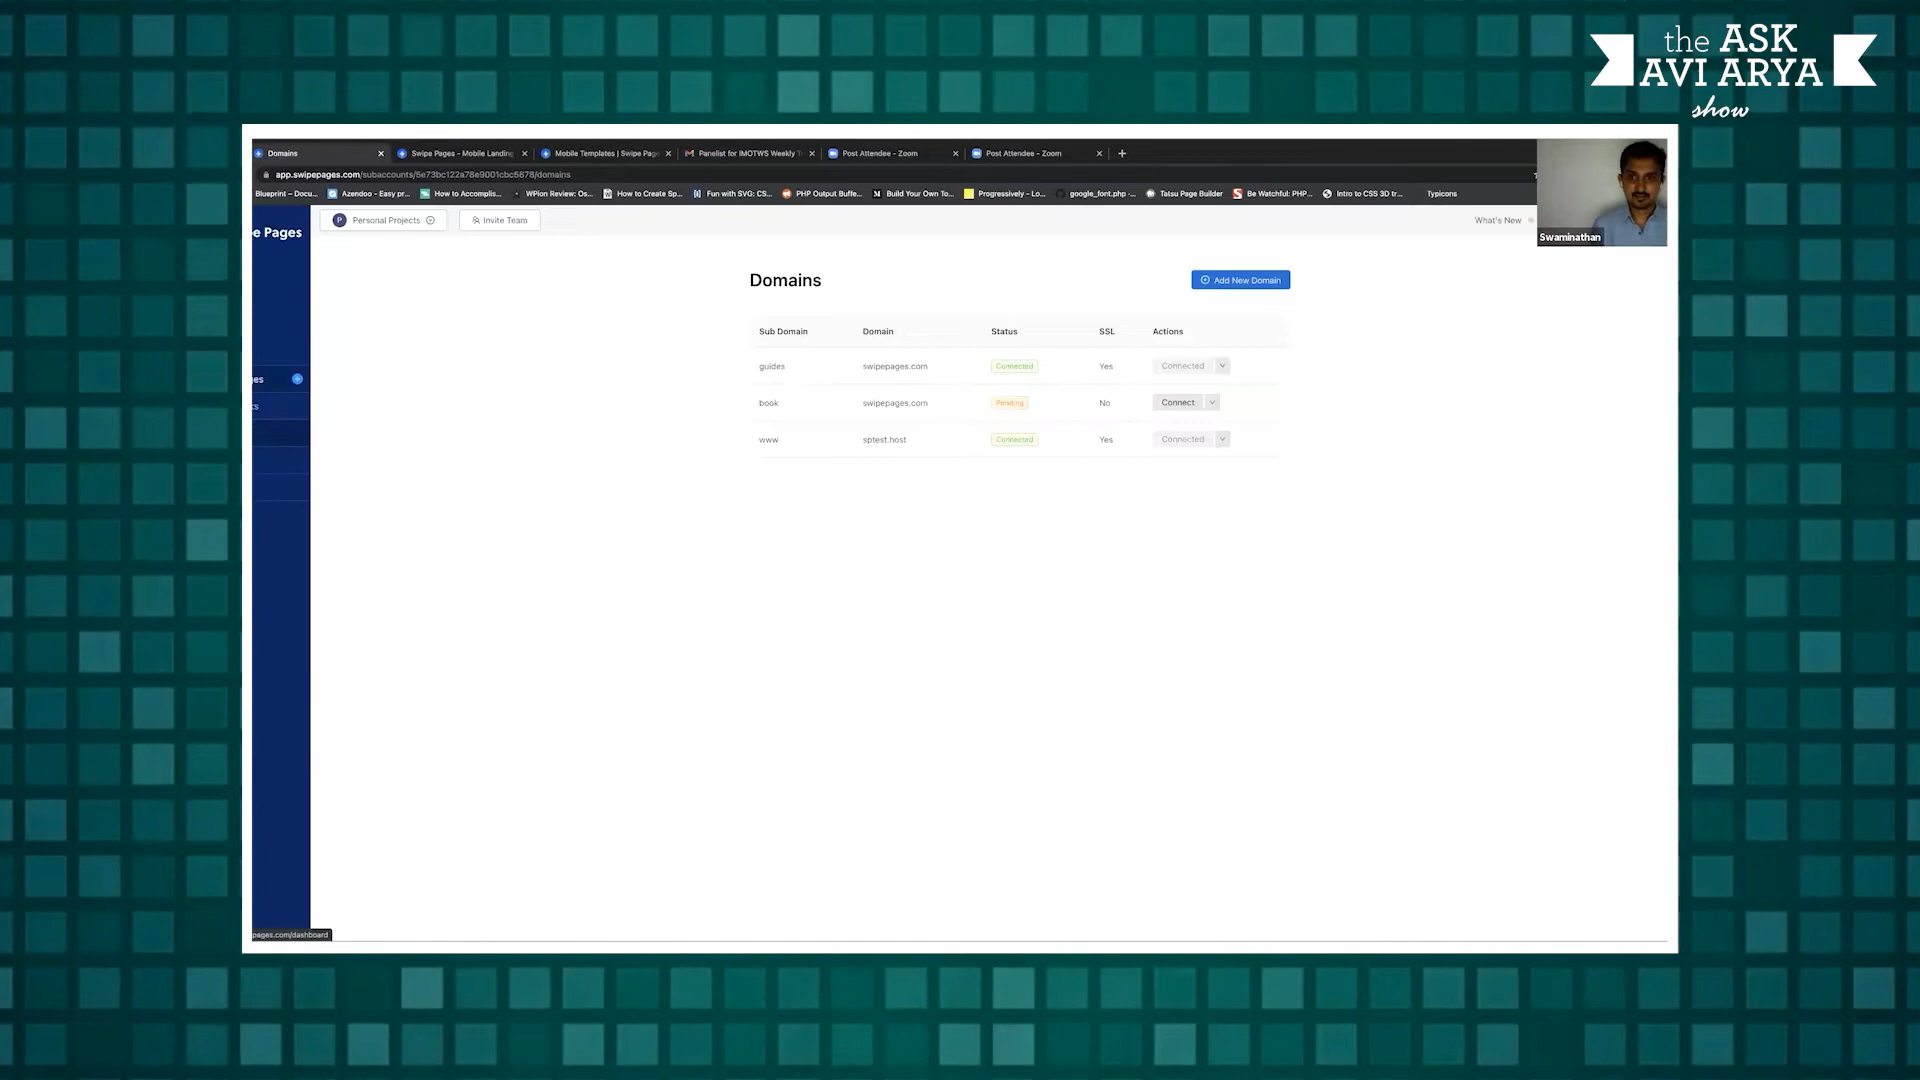 the ASK
AVI ARYA
show
Domains
Swipe Pages - Mobile Landing
Mobile Templates | Swipe Page
Panelist for IMOTWS Weekly T
Post Attendee - Zoom
Post Attendee - Zoom
app.swipepages.com/subaccounts/5e73bc122a78e9001cbc5678/domains
Blueprint – Docu...
Azendoo - Easy pr...
How to Accomplis...
WPion Review: Os...
How to Create Sp...
Fun with SVG: CS...
PHP Output Buffe...
Build Your Own To...
Progressively - Lo...
google_font.php -...
Tatsu Page Builder
Be Watchful: PHP...
Intro to CSS 3D tr...
Typicons
e Pages
P Personal Projects
Invite Team
What's New
Swaminathan
Domains
Add New Domain
Sub Domain Domain Status SSL Actions
guides swipepages.com Connected Yes Connected
book swipepages.com Pending No Connect
www sptest.host Connected Yes Connected
es
pages.com/dashboard